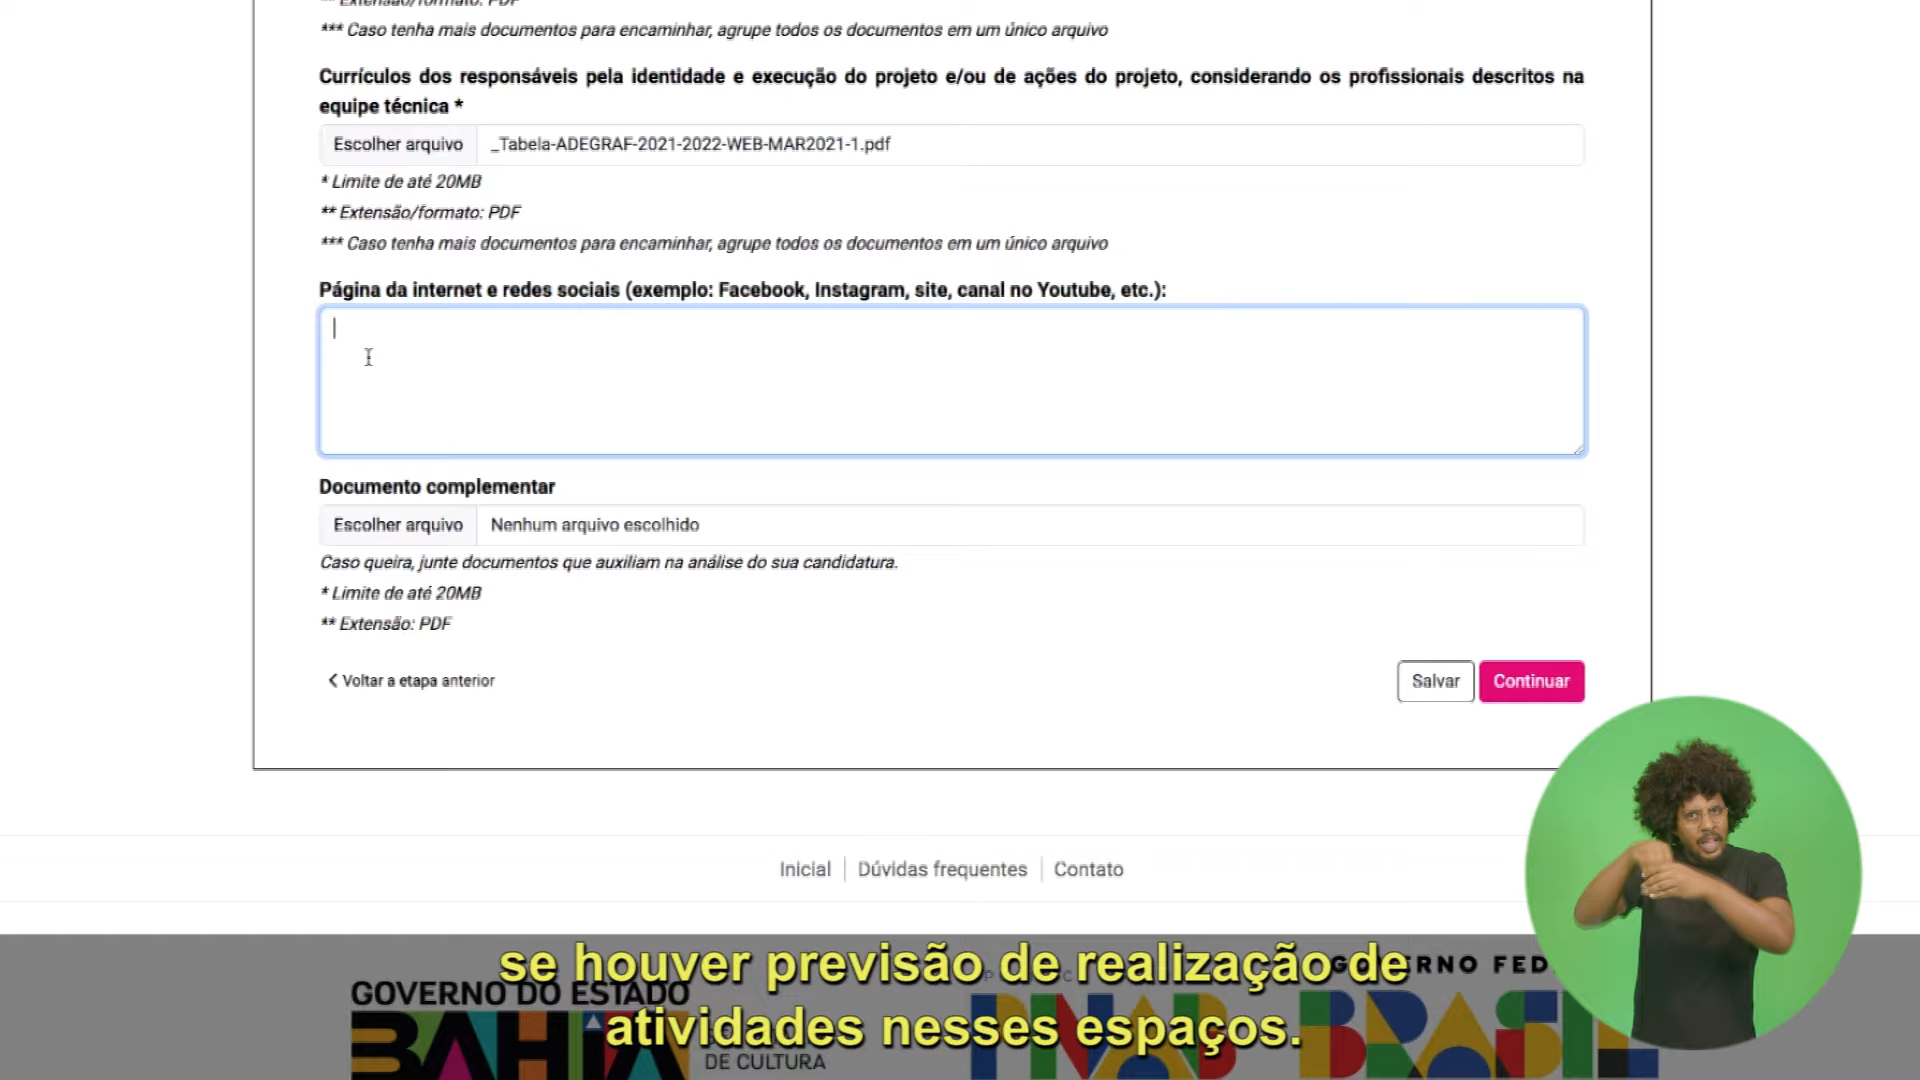 ** Extensão/formato: PDF
*** Caso tenha mais documentos para encaminhar, agrupe todos os documentos em um único arquivo
Currículos dos responsáveis pela identidade e execução do projeto e/ou de ações do projeto, considerando os profissionais descritos na
equipe técnica *
Escolher arquivo _Tabela-ADEGRAF-2021-2022-WEB-MAR2021-1.pdf
* Limite de até 20MB
** Extensão/formato: PDF
*** Caso tenha mais documentos para encaminhar, agrupe todos os documentos em um único arquivo
Página da internet e redes sociais (exemplo: Facebook, Instagram, site, canal no Youtube, etc.):
Documento complementar
Escolher arquivo Nenhum arquivo escolhido
Caso queira, junte documentos que auxiliam na análise do sua candidatura.
* Limite de até 20MB
** Extensão: PDF
Voltar a etapa anterior
Salvar Continuar
Inicial Dúvidas frequentes Contato
se houver previsão de realização de
atividades nesses espaços.
GOVERNO DO ESTADO
BAHIA
DE CULTURA
PNAB
BRASIL